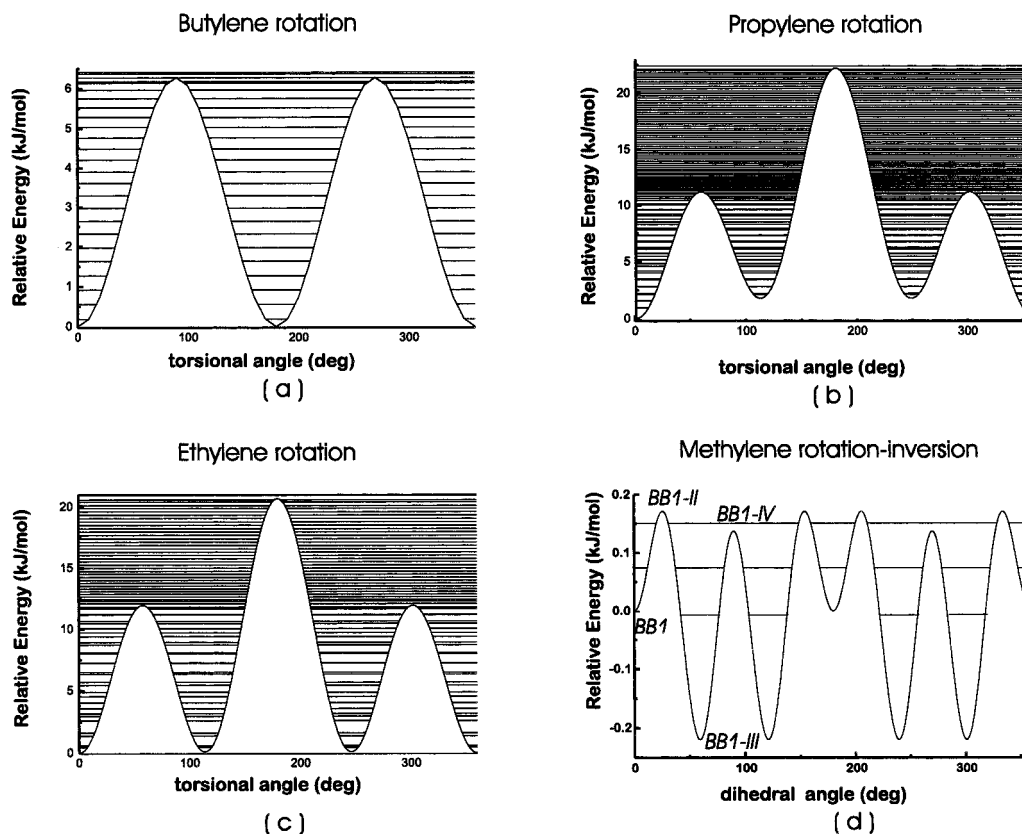 Butylene rotation
Relative Energy (kJ/mol)
6
5
4
3
2
1
0
0 100 200 300
torsional angle (deg)
( a )
Propylene rotation
Relative Energy (kJ/mol)
20
15
10
5
0
0 100 200 300
torsional angle (deg)
( b )
Ethylene rotation
Relative Energy (kJ/mol)
20
15
10
5
0
0 100 200 300
torsional angle (deg)
( c )
Methylene rotation-inversion
Relative Energy (kJ/mol)
0.2
0.1
0.0
-0.1
-0.2
BB1-II
BB1-IV
BB1
BB1-III
0 100 200 300
dihedral angle (deg)
( d )